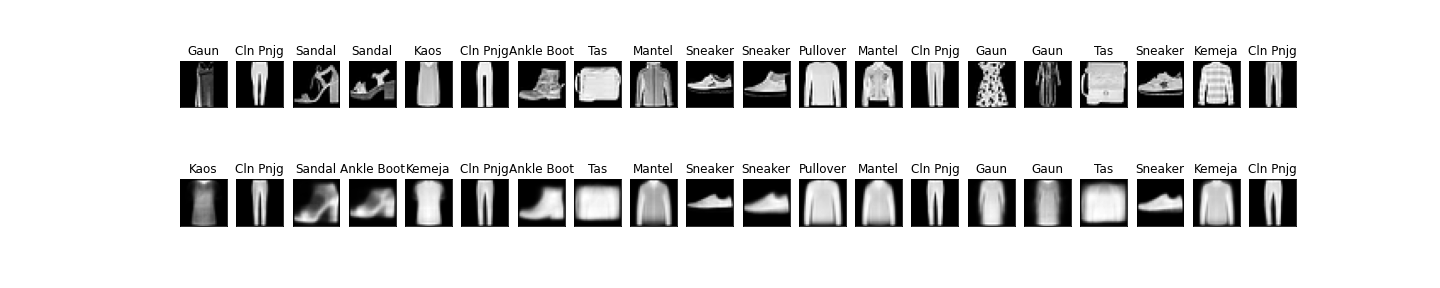 Gaun Cln Pnjg Sandal Sandal Kaos Cln Pnjg Ankle Boot Tas Mantel Sneaker Sneaker Pullover Mantel Cln Pnjg Gaun Gaun Tas Sneaker Kemeja Cln Pnjg
Kaos Cln Pnjg Sandal Ankle Boot Kemeja Cln Pnjg Ankle Boot Tas Mantel Sneaker Sneaker Pullover Mantel Cln Pnjg Gaun Gaun Tas Sneaker Kemeja Cln Pnjg